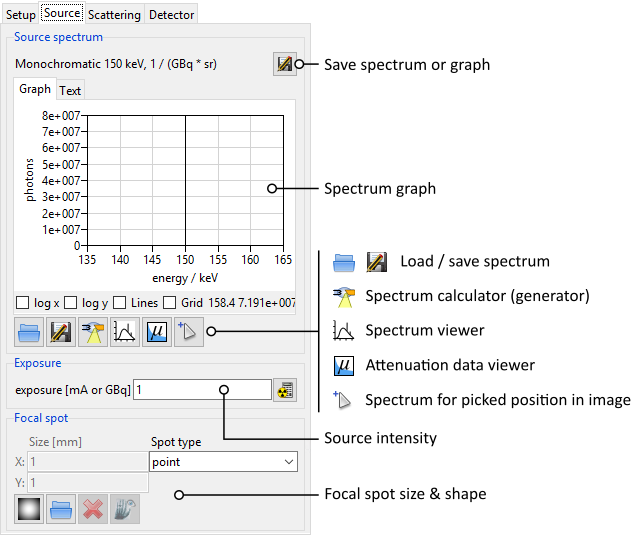 Setup Source Scattering Detector
Source spectrum
Monochromatic 150 keV, 1 / (GBq * sr)
Save spectrum or graph
Graph Text
8e+007
7e+007
6e+007
5e+007
4e+007
3e+007
2e+007
1e+007
0
photons
135 140 145 150 155 160 165
energy / keV
Spectrum graph
log x log y Lines Grid 158.4 7.191e+007
Load / save spectrum
Spectrum calculator (generator)
Spectrum viewer
μ Attenuation data viewer
Spectrum for picked position in image
μ
Exposure
exposure [mA or GBq] 1
Source intensity
Focal spot
Size [mm] Spot type
X: 1 point
Y: 1
Focal spot size & shape